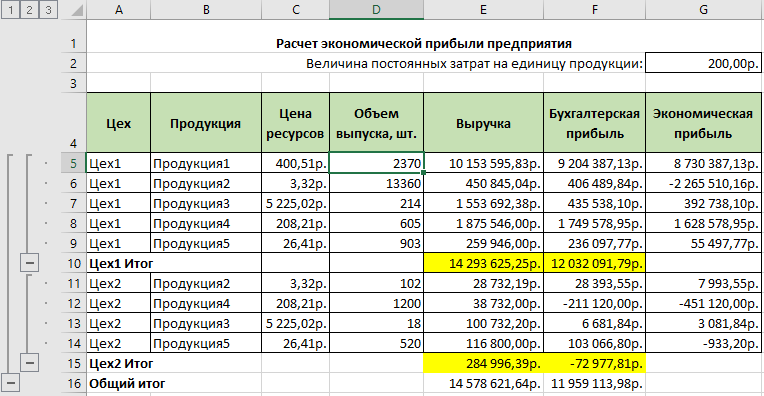 1 2 3 A B C D E F G
1 Расчет экономической прибыли предприятия
2 Величина постоянных затрат на единицу продукции: 200,00р.
3
4 Цех Продукция Цена ресурсов Объем выпуска, шт. Выручка Бухгалтерская прибыль Экономическая прибыль
5 Цех1 Продукция1 400,51р. 2370 10 153 595,83р. 9 204 387,13р. 8 730 387,13р.
6 Цех1 Продукция2 3,32р. 13360 450 845,04р. 406 489,84р. -2 265 510,16р.
7 Цех1 Продукция3 5 225,02р. 214 1 553 692,38р. 435 538,10р. 392 738,10р.
8 Цех1 Продукция4 208,21р. 605 1 875 546,00р. 1 749 578,95р. 1 628 578,95р.
9 Цех1 Продукция5 26,41р. 903 259 946,00р. 236 097,77р. 55 497,77р.
10 Цех1 Итог 14 293 625,25р. 12 032 091,79р.
11 Цех2 Продукция2 3,32р. 102 28 732,19р. 28 393,55р. 7 993,55р.
12 Цех2 Продукция4 208,21р. 1200 38 732,00р. -211 120,00р. -451 120,00р.
13 Цех2 Продукция3 5 225,02р. 18 100 732,20р. 6 681,84р. 3 081,84р.
14 Цех2 Продукция5 26,41р. 520 116 800,00р. 103 066,80р. -933,20р.
15 Цех2 Итог 284 996,39р. -72 977,81р.
16 Общий итог 14 578 621,64р. 11 959 113,98р.